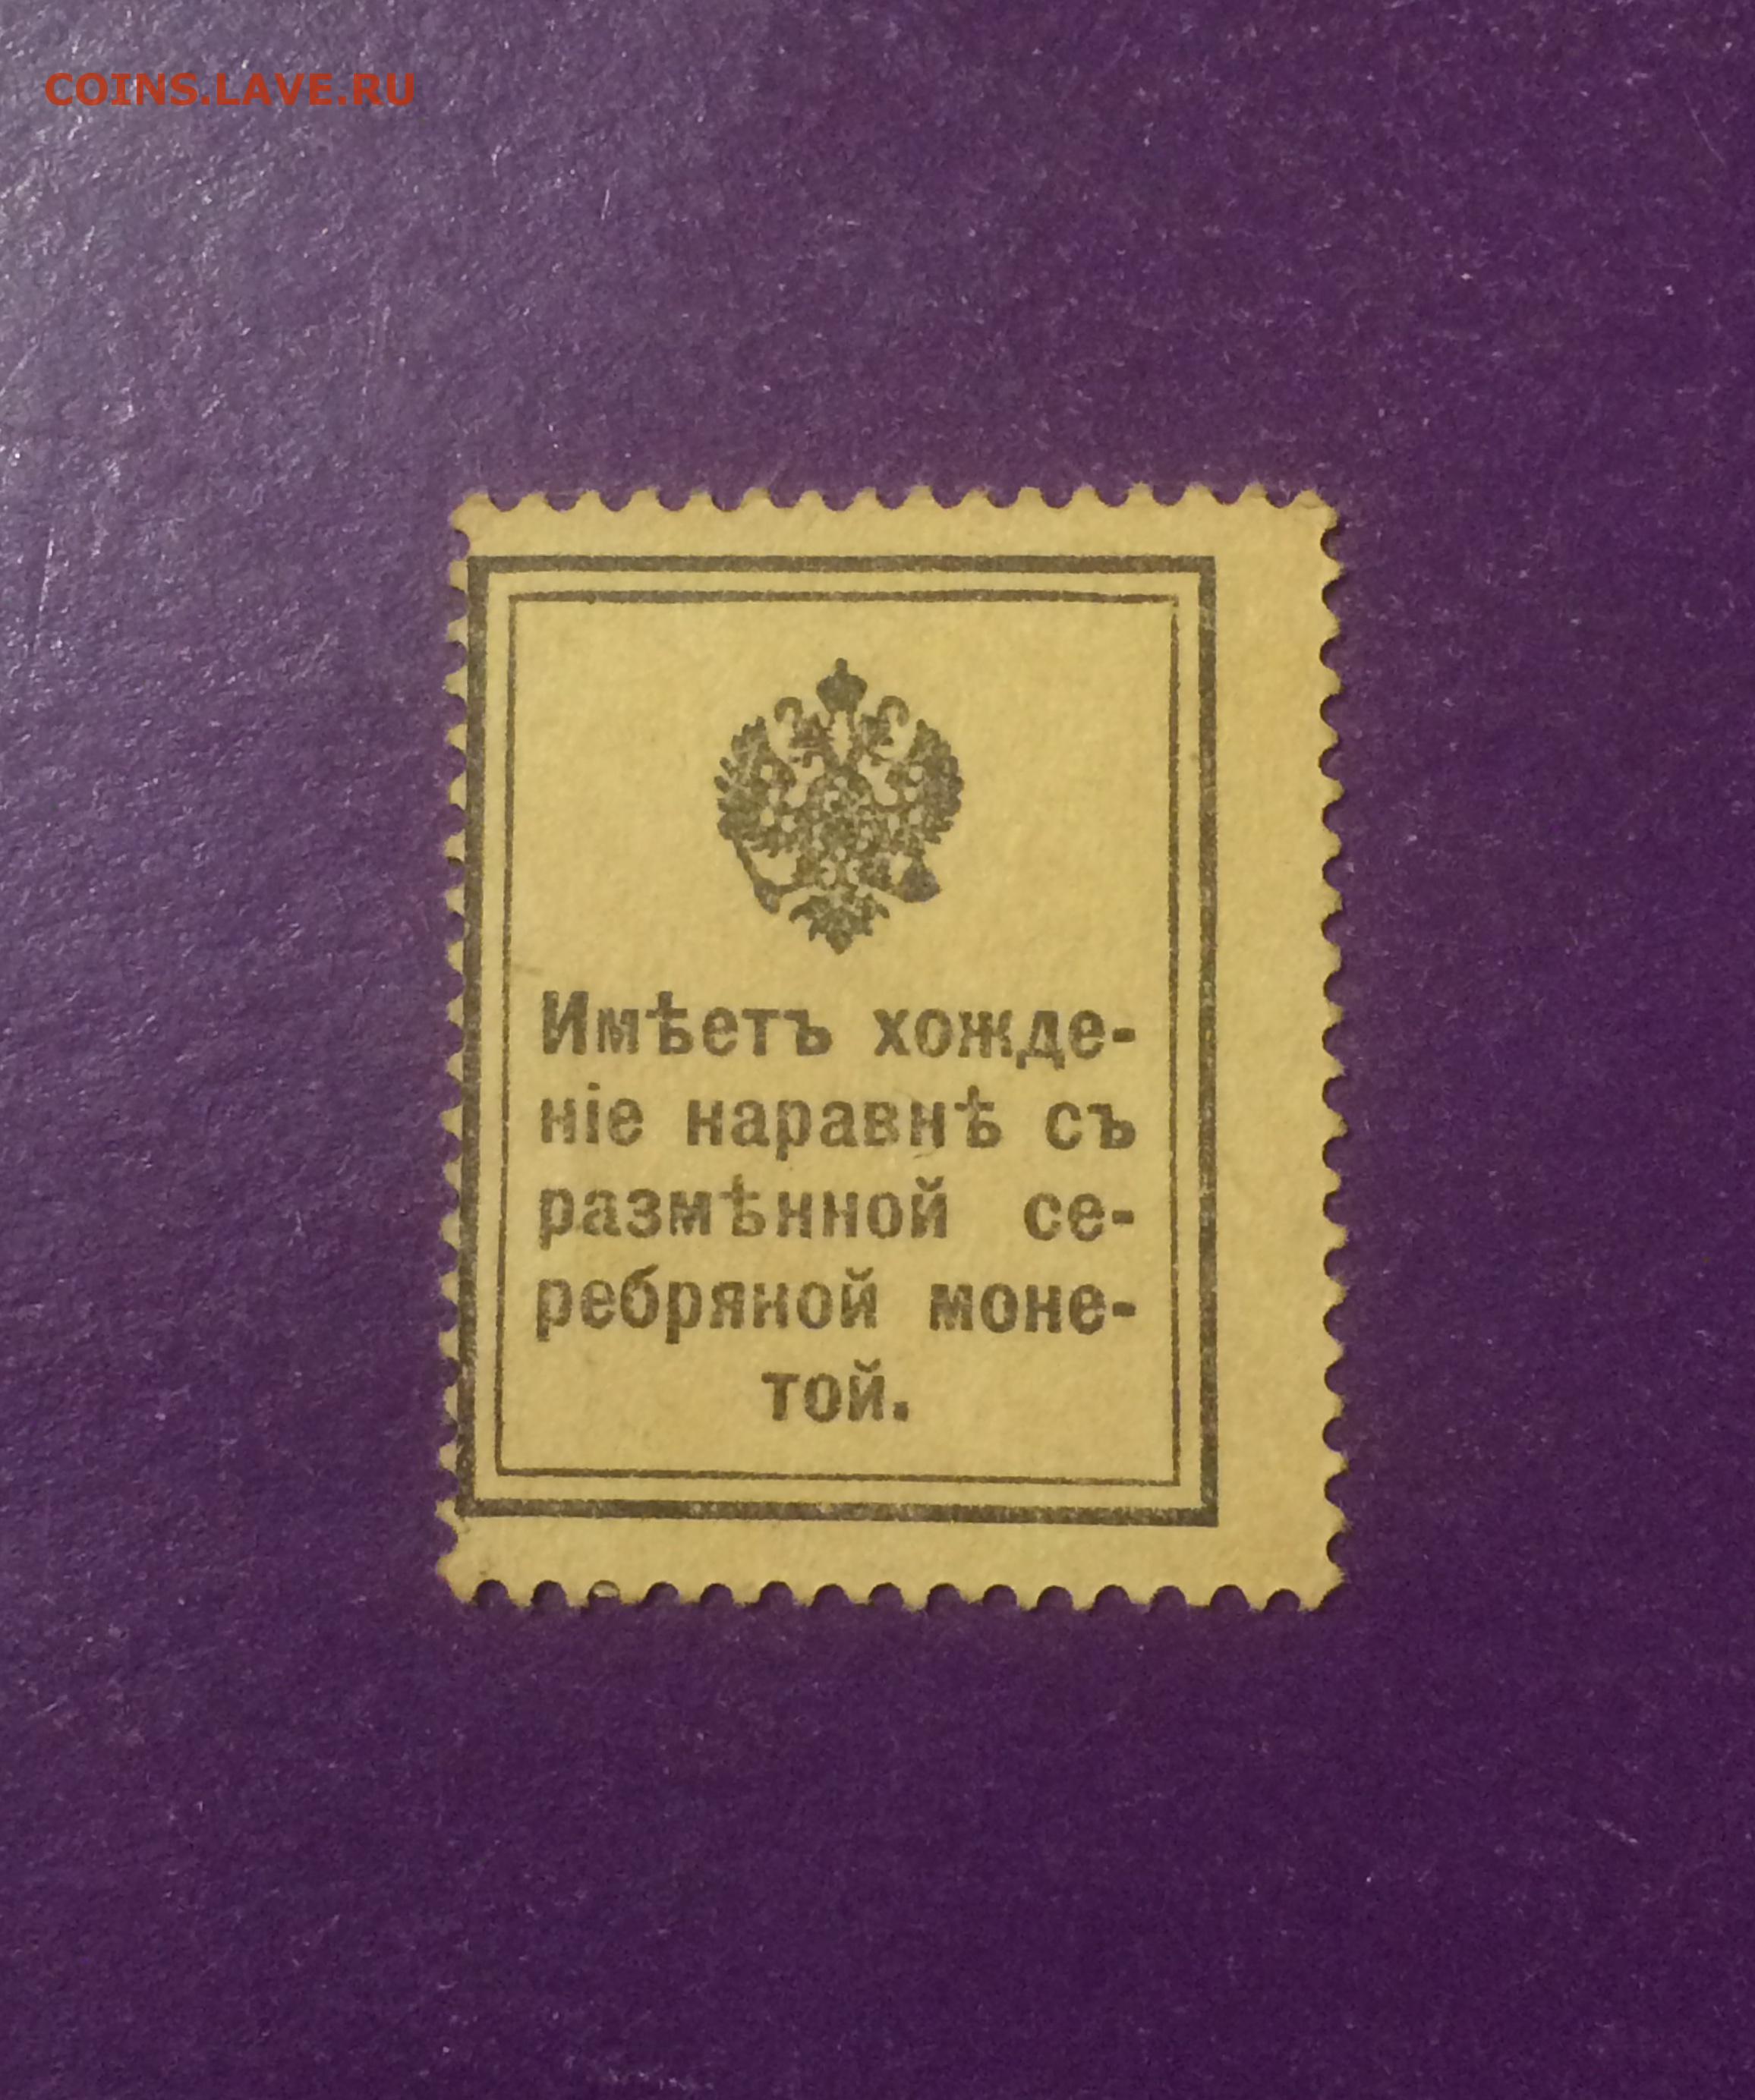 COINS.LAVE.RU
Имѣетъ хожде-
ніе наравнѣ съ
размѣнной се-
ребряной моне-
той.